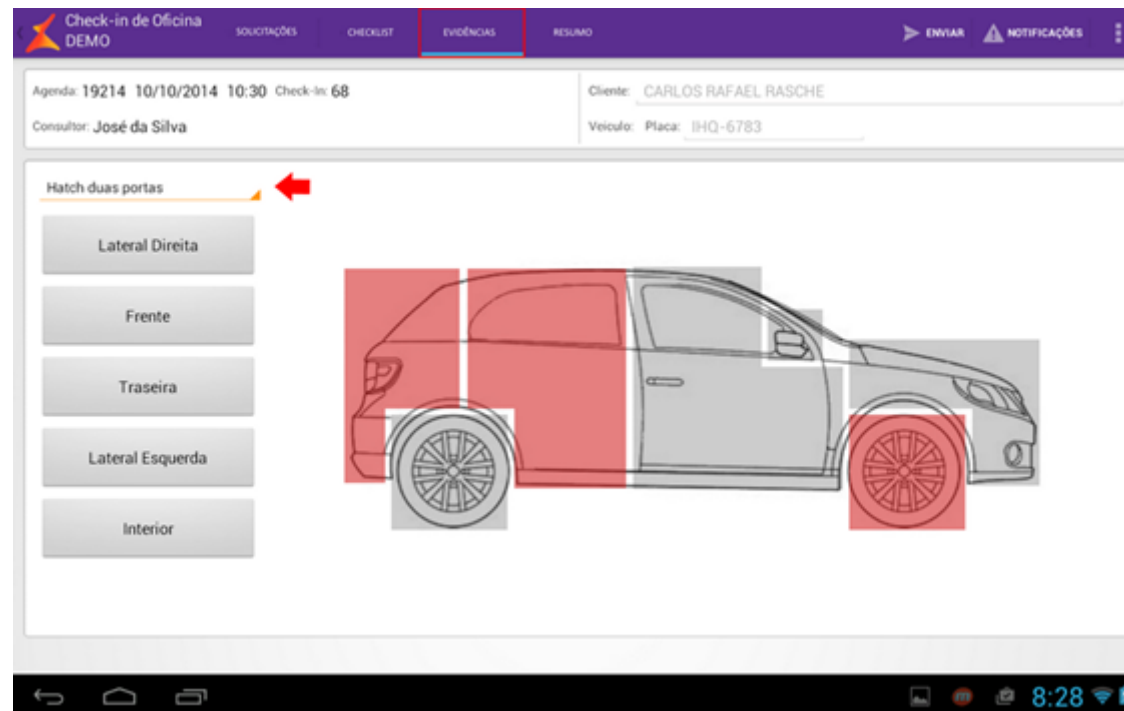 Check-in de Oficina
DEMO
SOLICITAÇÕES CHECKLIST EVIDÊNCIAS RESUMO ENVIAR NOTIFICAÇÕES
Agenda: 19214 10/10/2014 10:30 Check-In: 68
Cliente: CARLOS RAFAEL RASCHE
Consultor: José da Silva
Veiculo: Placa: IHQ-6783
Hatch duas portas
Lateral Direita
Frente
Traseira
Lateral Esquerda
Interior
8:28